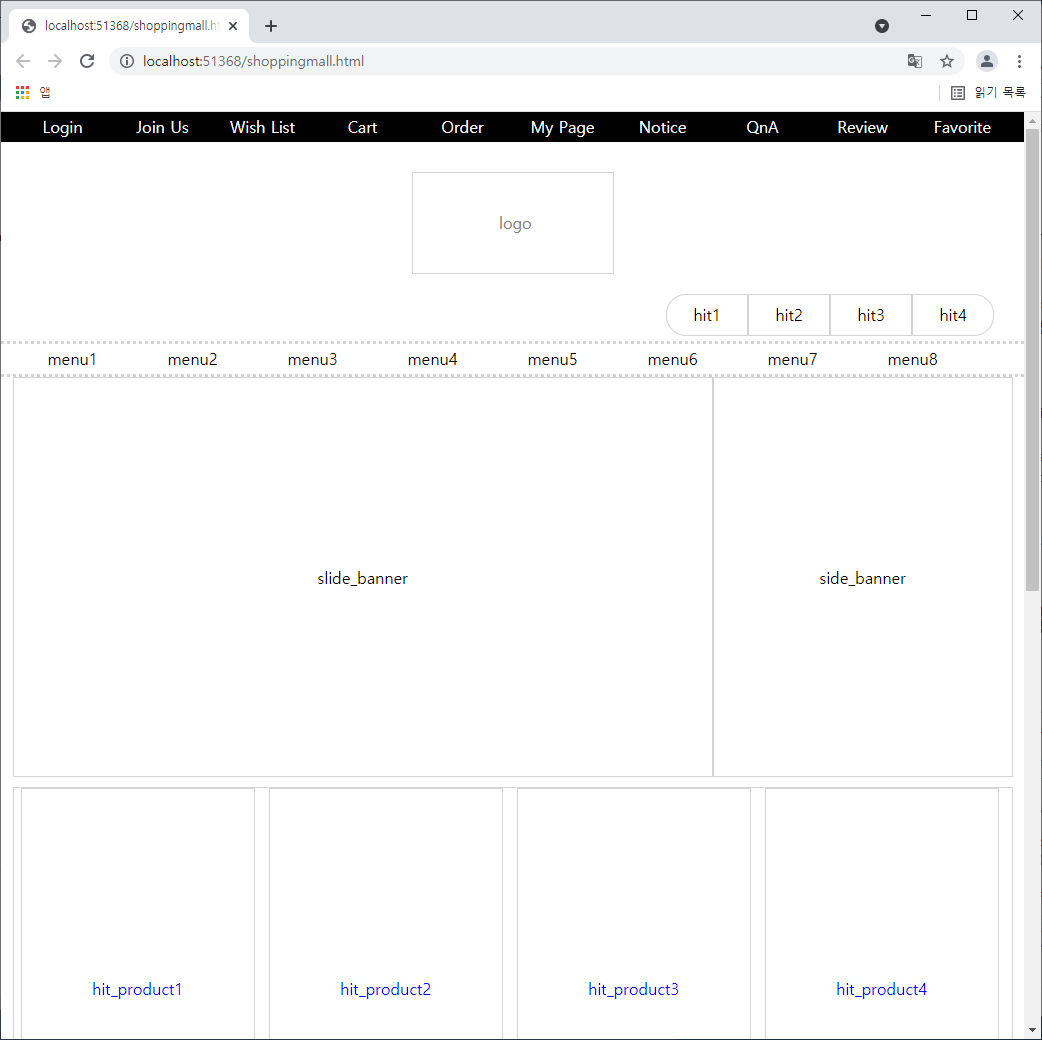 localhost:51368/shoppingmall.h
localhost:51368/shoppingmall.html
앱
읽기 목록
Login Join Us Wish List Cart Order My Page Notice QnA Review Favorite
logo
hit1 hit2 hit3 hit4
menu1 menu2 menu3 menu4 menu5 menu6 menu7 menu8
slide_banner side_banner
hit_product1 hit_product2 hit_product3 hit_product4